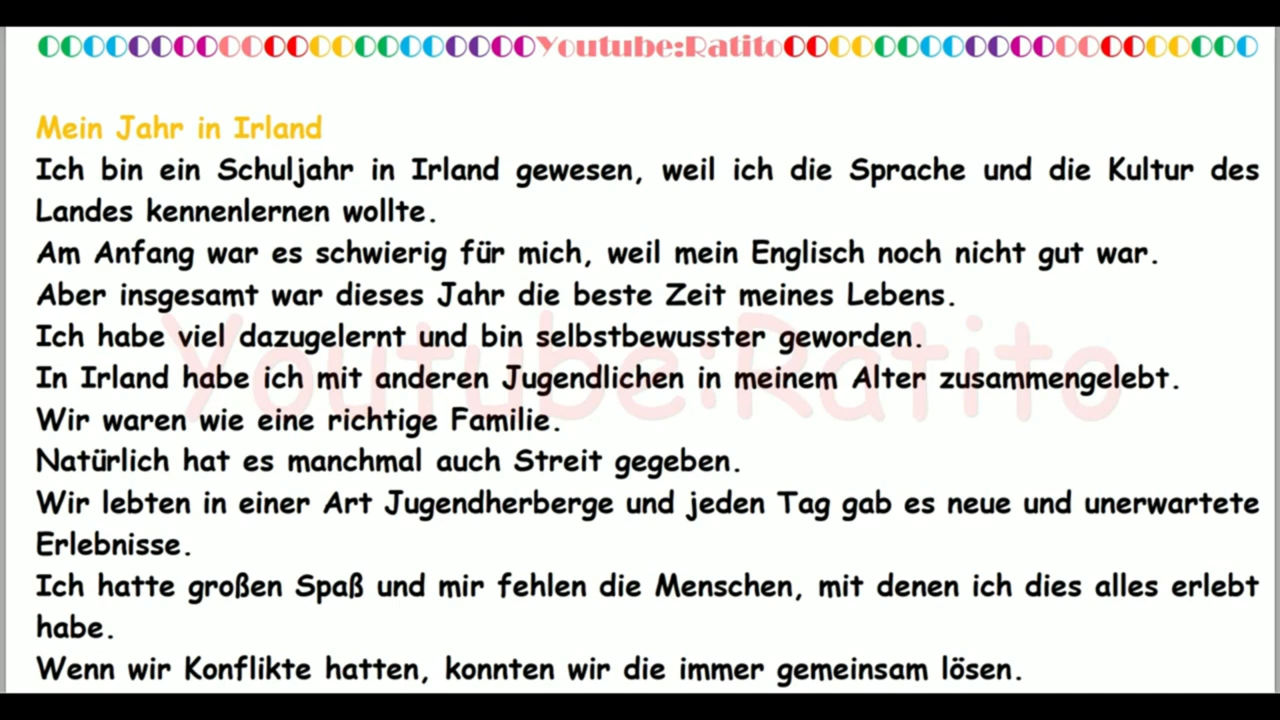 Youtube:Ratito
Mein Jahr in Irland
Ich bin ein Schuljahr in Irland gewesen, weil ich die Sprache und die Kultur des
Landes kennenlernen wollte.
Am Anfang war es schwierig für mich, weil mein Englisch noch nicht gut war.
Aber insgesamt war dieses Jahr die beste Zeit meines Lebens.
Ich habe viel dazugelernt und bin selbstbewusster geworden.
In Irland habe ich mit anderen Jugendlichen in meinem Alter zusammengelebt.
Youtube:Ratito
Wir waren wie eine richtige Familie.
Natürlich hat es manchmal auch Streit gegeben.
Wir lebten in einer Art Jugendherberge und jeden Tag gab es neue und unerwartete
Erlebnisse.
Ich hatte großen Spaß und mir fehlen die Menschen, mit denen ich dies alles erlebt
habe.
Wenn wir Konflikte hatten, konnten wir die immer gemeinsam lösen.